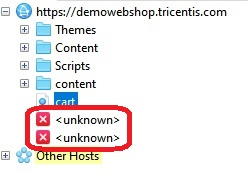 https://demowebshop.tricentis.com
Themes
Content
Scripts
content
cart
<unknown>
<unknown>
Other Hosts